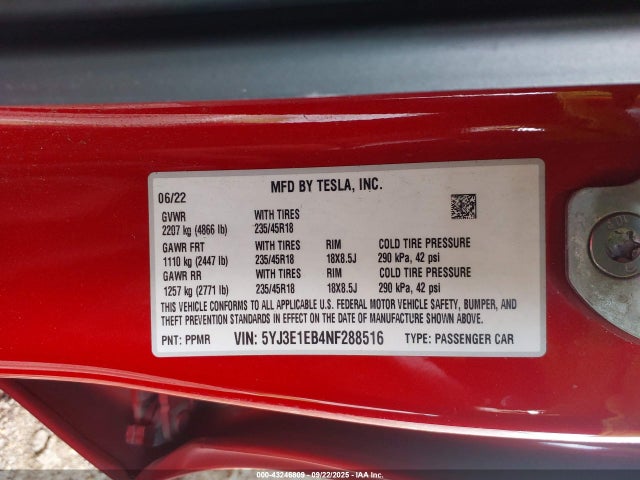 MFD BY TESLA, INC.
06/22
GVWR WITH TIRES
2207 kg (4866 lb) 235/45R18
GAWR FRT WITH TIRES RIM COLD TIRE PRESSURE
1110 kg (2447 lb) 235/45R18 18X8.5J 290 kPa, 42 psi
GAWR RR WITH TIRES RIM COLD TIRE PRESSURE
1257 kg (2771 lb) 235/45R18 18X8.5J 290 kPa, 42 psi
THIS VEHICLE CONFORMS TO ALL APPLICABLE U.S. FEDERAL MOTOR VEHICLE SAFETY, BUMPER, AND
THEFT PREVENTION STANDARDS IN EFFECT ON THE DATE OF MANUFACTURE SHOWN ABOVE.
PNT: PPMR VIN: 5YJ3E1EB4NF288516 TYPE: PASSENGER CAR
000-43246809 - 09/22/2025 - IAA Inc.